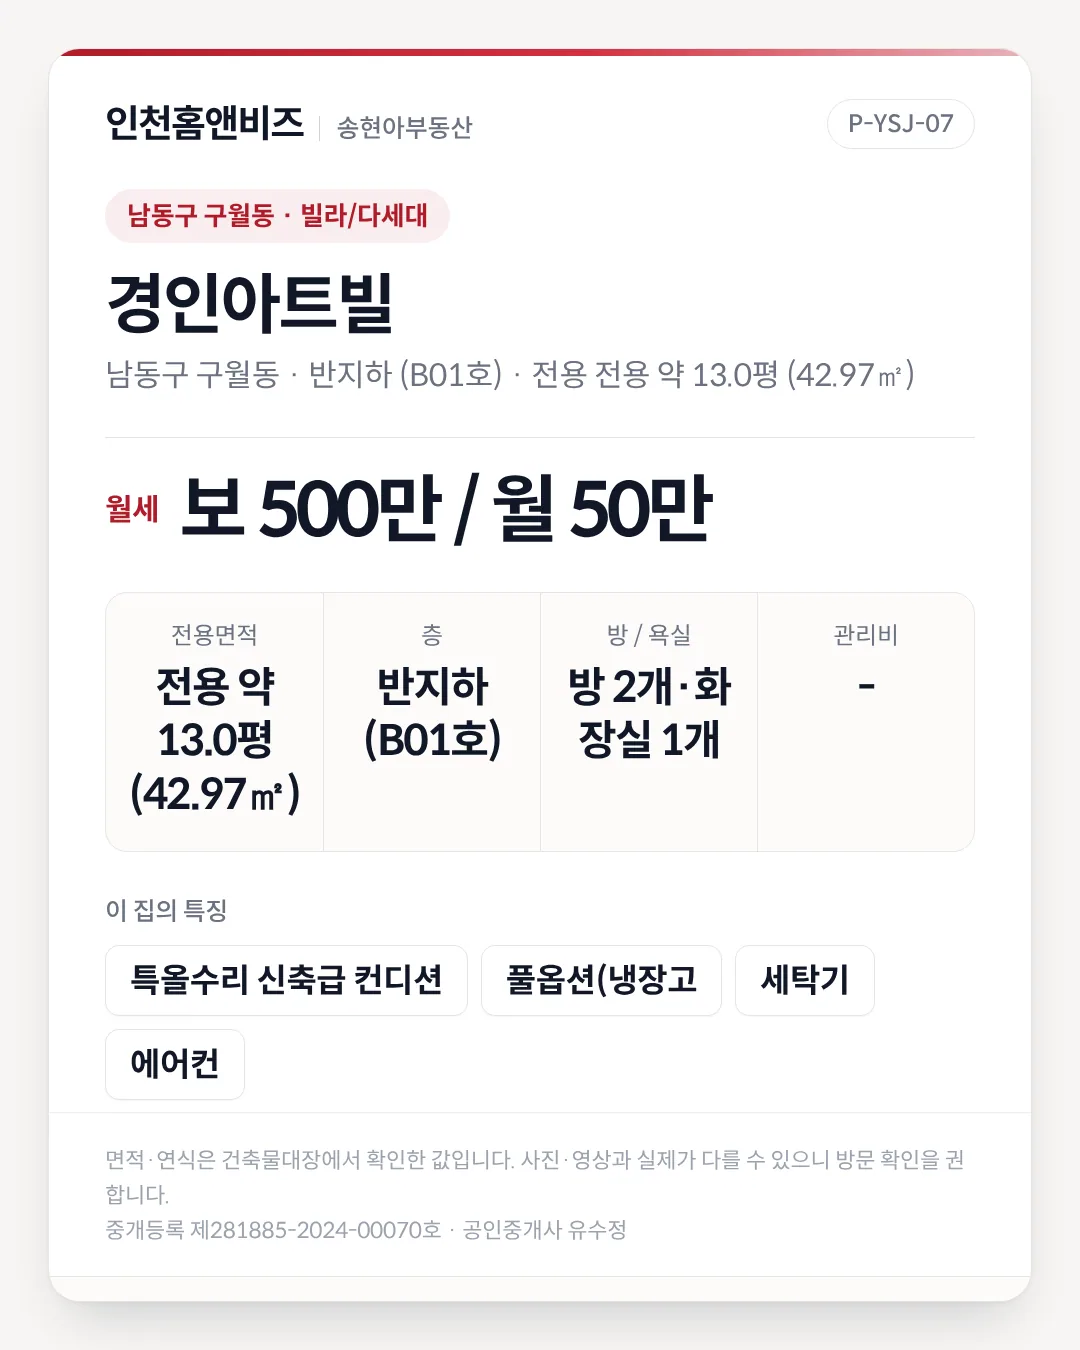 인천홈앤비즈 송현아부동산 P-YSJ-07
남동구 구월동 · 빌라/다세대
경인아트빌
남동구 구월동 · 반지하 (B01호) · 전용 전용 약 13.0평 (42.97㎡)
월세 보 500만 / 월 50만
전용면적 층 방 / 욕실 관리비
전용 약 반지하 방 2개·화 -
13.0평 (B01호) 장실 1개
(42.97㎡)
이 집의 특징
특올수리 신축급 컨디션 풀옵션(냉장고 세탁기
에어컨
면적·연식은 건축물대장에서 확인한 값입니다. 사진·영상과 실제가 다를 수 있으니 방문 확인을 권
합니다.
중개등록 제281885-2024-00070호 · 공인중개사 유수정